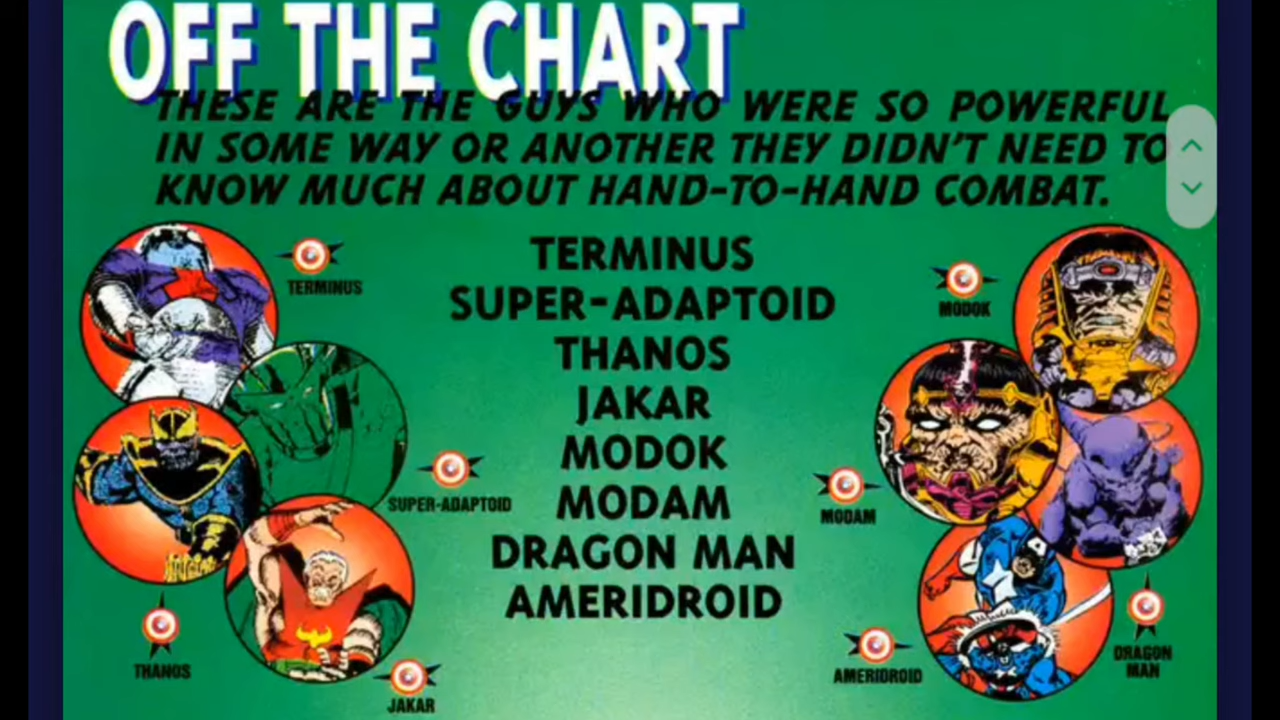 OFF THE CHART
THESE ARE THE GUYS WHO WERE SO POWERFUL
IN SOME WAY OR ANOTHER THEY DIDN'T NEED TO
KNOW MUCH ABOUT HAND-TO-HAND COMBAT.
TERMINUS
SUPER-ADAPTOID
THANOS
JAKAR
MODOK
MODAM
DRAGON MAN
AMERIDROID
TERMINUS
SUPER-ADAPTOID
THANOS
JAKAR
MODOK
MODAM
DRAGON
MAN
AMERIDROID